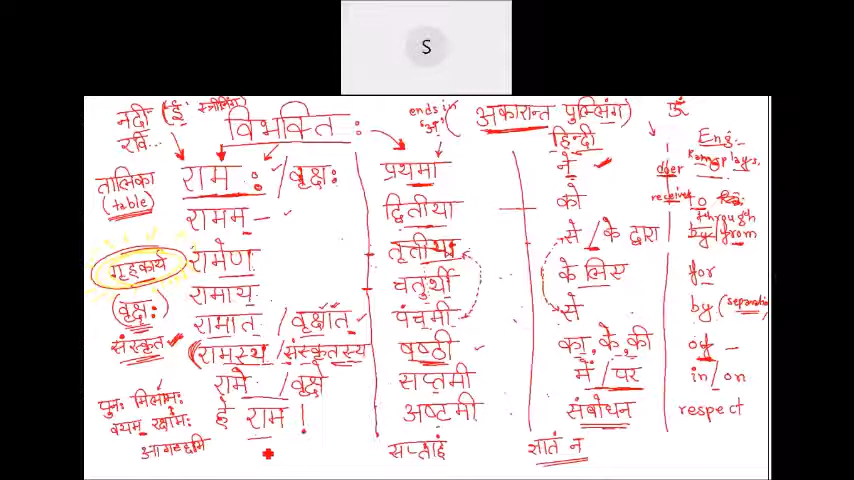 S
नदी (ई स्त्रीलिंग)
रवि...
विभक्ति :
ends in "अ"
(अकारान्त पुल्लिंग)
हिन्दी
Eng.
तालिका
(table)
राम : / वृक्षः प्रथमा ने doer
रामम् द्वितीया को receiver to
through
रामेण तृतीया से / के द्वारा by/from
रामाय चतुर्थी के लिए for
रामात् / वृक्षात् पंचमी से by (separation
(रामस्य / संस्कृतस्य षष्ठी का, के, की of
रामे / वृक्षे सप्तमी में / पर in/on
हे राम ! अष्टमी संबोधन respect
गृहकार्य
(वृक्षः)
संस्कृत
पुनः मिलामः
वयम् रक्षामः
आगच्छामि